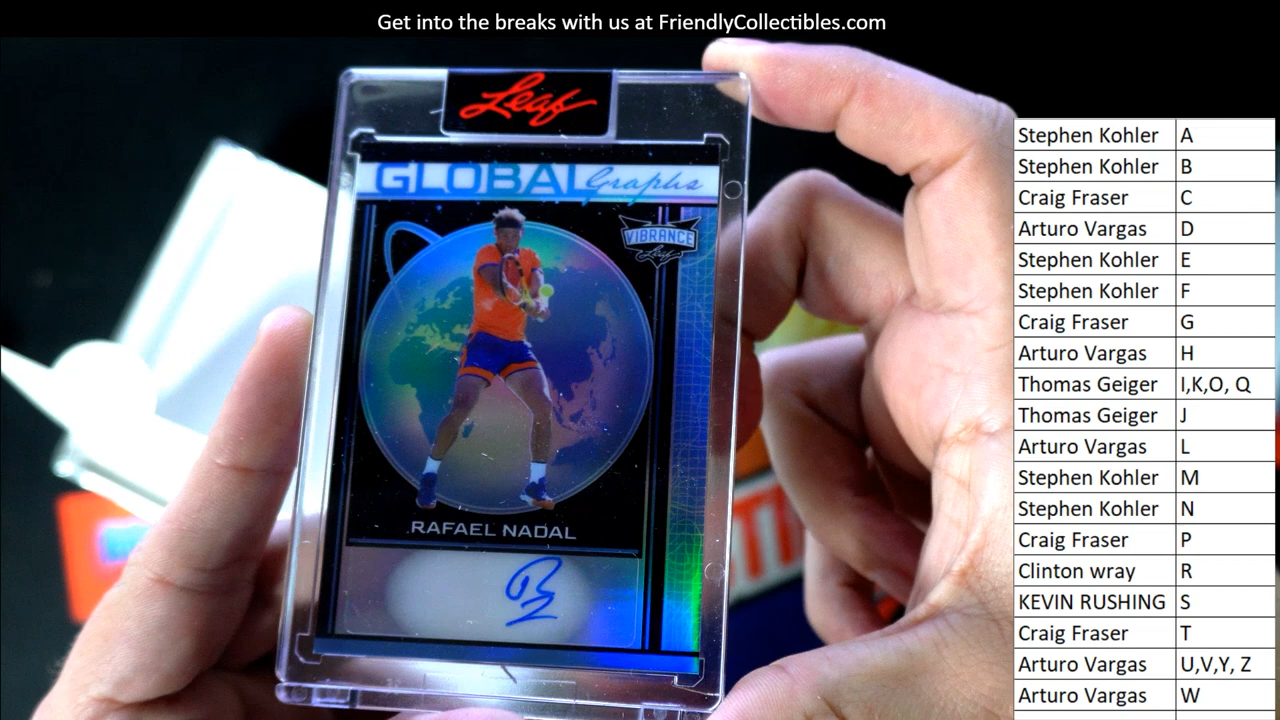 Get into the breaks with us at FriendlyCollectibles.com
Leaf
GLOBAL Graphs
VIBRANCE
Leaf
RAFAEL NADAL
Stephen Kohler A
Stephen Kohler B
Craig Fraser C
Arturo Vargas D
Stephen Kohler E
Stephen Kohler F
Craig Fraser G
Arturo Vargas H
Thomas Geiger I,K,O, Q
Thomas Geiger J
Arturo Vargas L
Stephen Kohler M
Stephen Kohler N
Craig Fraser P
Clinton wray R
KEVIN RUSHING S
Craig Fraser T
Arturo Vargas U,V,Y, Z
Arturo Vargas W